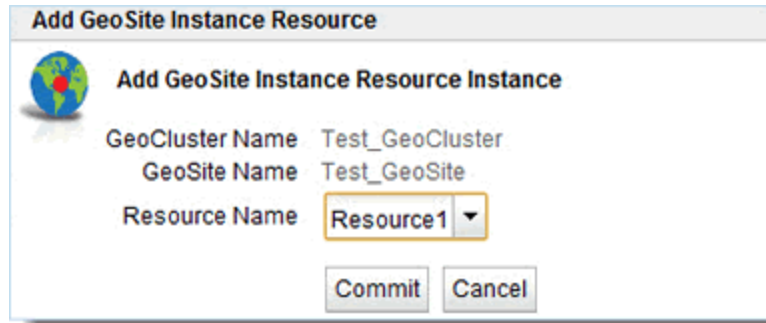 Add GeoSite Instance Resource
Add GeoSite Instance Resource Instance
GeoCluster Name Test_GeoCluster
GeoSite Name Test_GeoSite
Resource Name Resource1
Commit Cancel